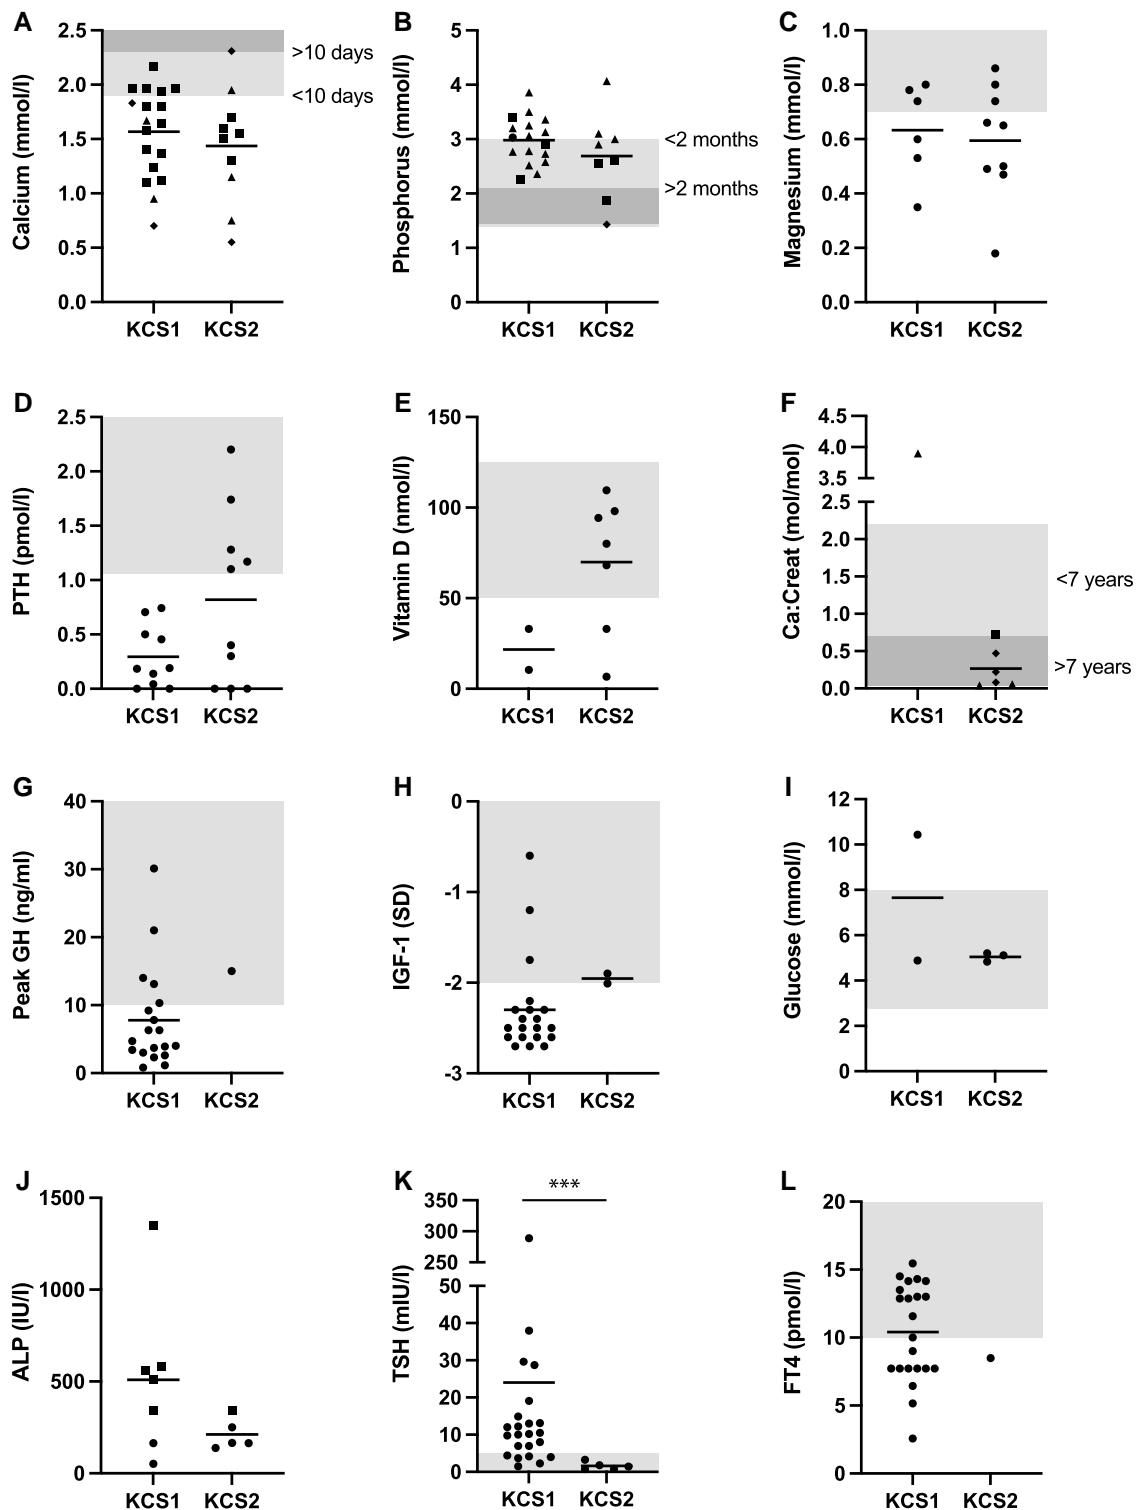 A
B
C
Calcium (mmol/l)
2.5
2.0
1.5
1.0
0.5
0.0
>10 days
<10 days
KCS1
KCS2
Phosphorus (mmol/l)
5
4
3
2
1
0
<2 months
>2 months
KCS1
KCS2
Magnesium (mmol/l)
1.0
0.8
0.6
0.4
0.2
0.0
KCS1
KCS2
D
E
F
PTH (pmol/l)
2.5
2.0
1.5
1.0
0.5
0.0
KCS1
KCS2
Vitamin D (nmol/l)
150
100
50
0
KCS1
KCS2
Ca:Creat (mol/mol)
4.5
4.0
3.5
2.5
2.0
1.5
1.0
0.5
0.0
<7 years
>7 years
KCS1
KCS2
G
H
I
Peak GH (ng/ml)
40
30
20
10
0
KCS1
KCS2
IGF-1 (SD)
0
-1
-2
-3
KCS1
KCS2
Glucose (mmol/l)
12
10
8
6
4
2
0
KCS1
KCS2
J
K
L
ALP (IU/l)
1500
1000
500
0
KCS1
KCS2
TSH (mIU/l)
350
300
250
50
40
30
20
10
0
***
KCS1
KCS2
FT4 (pmol/l)
20
15
10
5
0
KCS1
KCS2